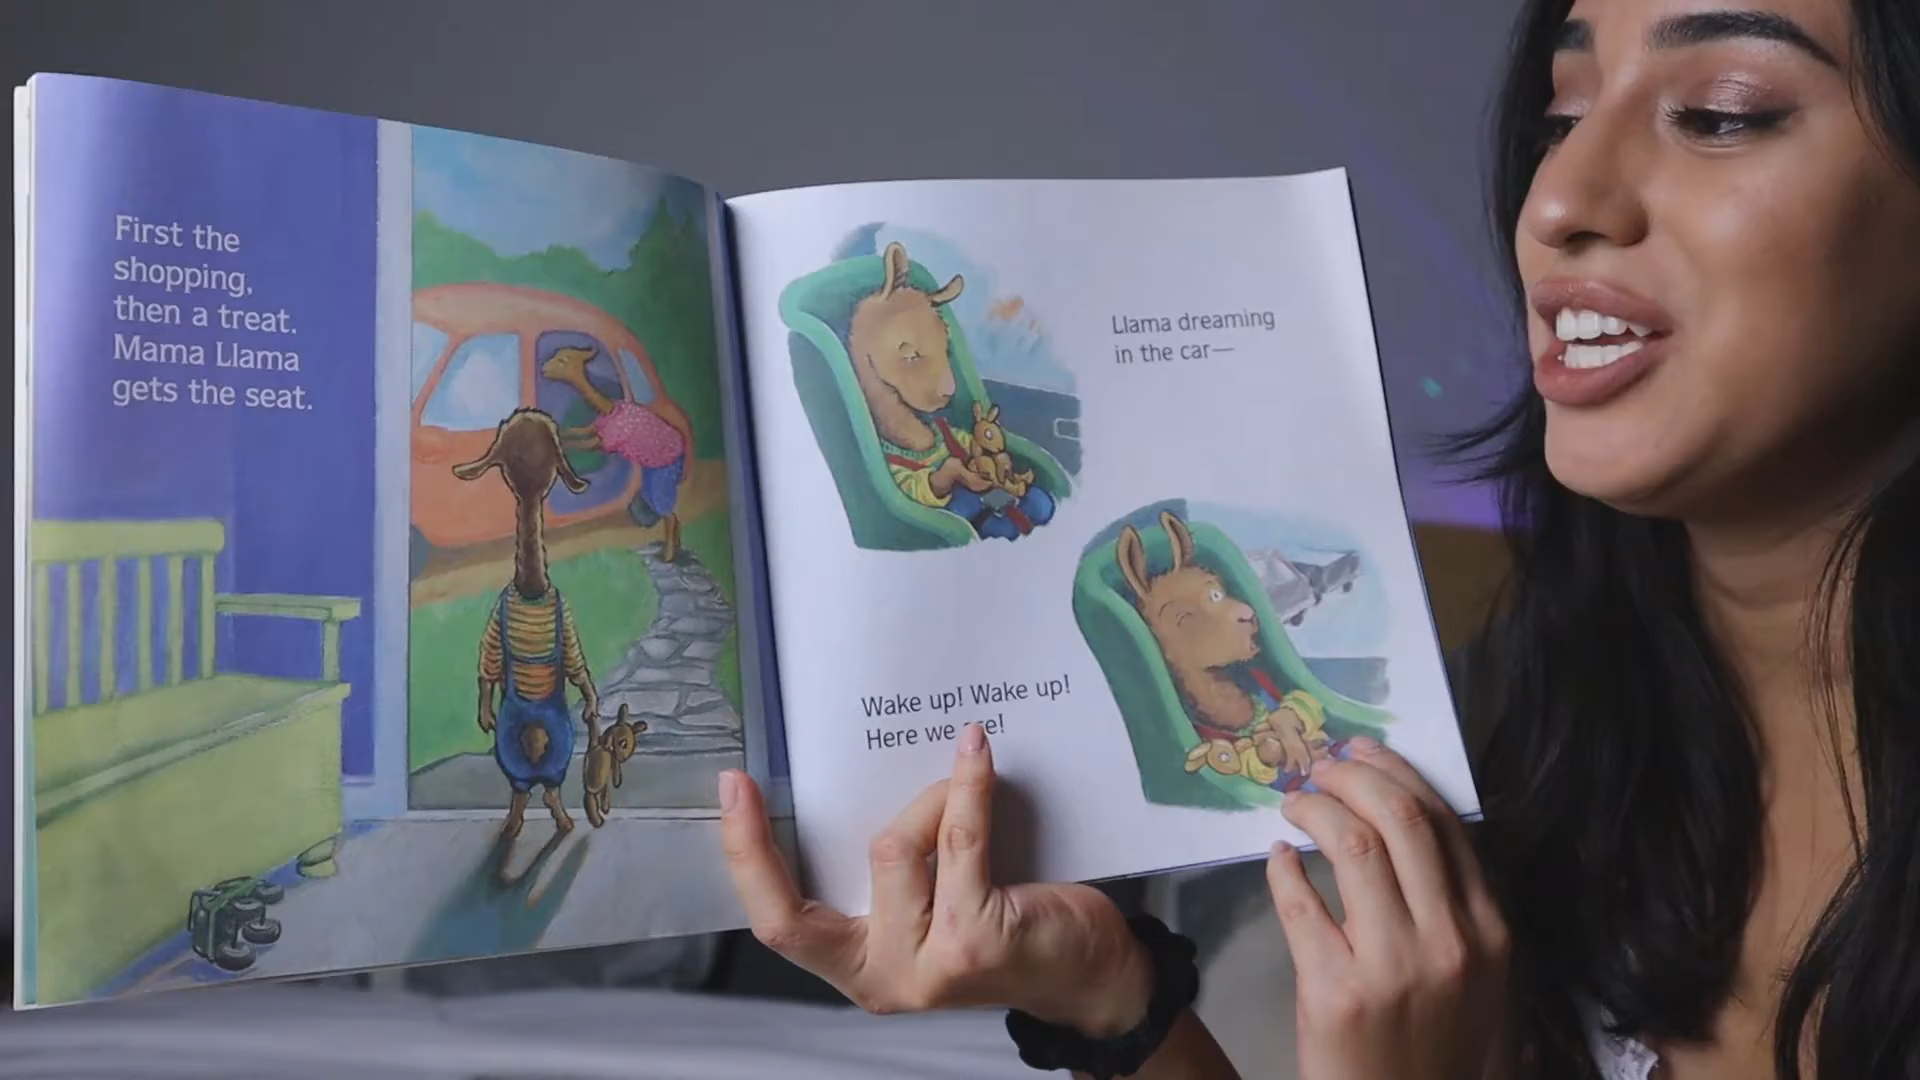 First the
shopping,
then a treat.
Mama Llama
gets the seat.
Llama dreaming
in the car—
Wake up! Wake up!
Here we are!